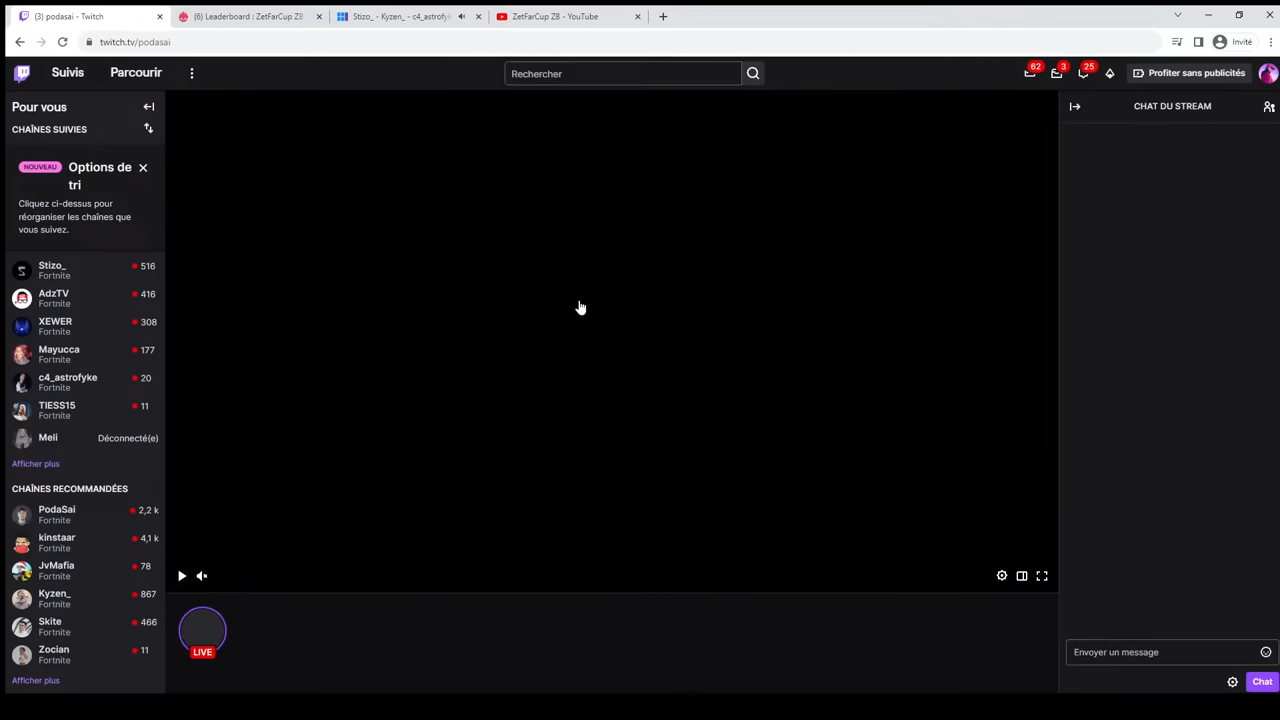 (3) podasai - Twitch
(6) Leaderboard : ZetFarCup ZB
Stizo_ - Kyzen_ - c4_astrofyk
ZetFarCup ZB - YouTube
twitch.tv/podasai
Invité
Suivis
Parcourir
Rechercher
62
3
25
Profiter sans publicités
Pour vous
CHAÎNES SUIVIES
NOUVEAU
Options de tri
Cliquez ci-dessus pour
réorganiser les chaînes que
vous suivez.
Stizo_
516
Fortnite
AdzTV
416
Fortnite
XEWER
308
Fortnite
Mayucca
177
Fortnite
c4_astrofyke
20
Fortnite
TIESS15
11
Fortnite
Meli
Déconnecté(e)
Afficher plus
CHAÎNES RECOMMANDÉES
PodaSai
2,2 k
Fortnite
kinstaar
4,1 k
Fortnite
JvMafia
78
Fortnite
Kyzen_
867
Fortnite
Skite
466
Fortnite
Zocian
11
Fortnite
Afficher plus
LIVE
CHAT DU STREAM
Envoyer un message
Chat